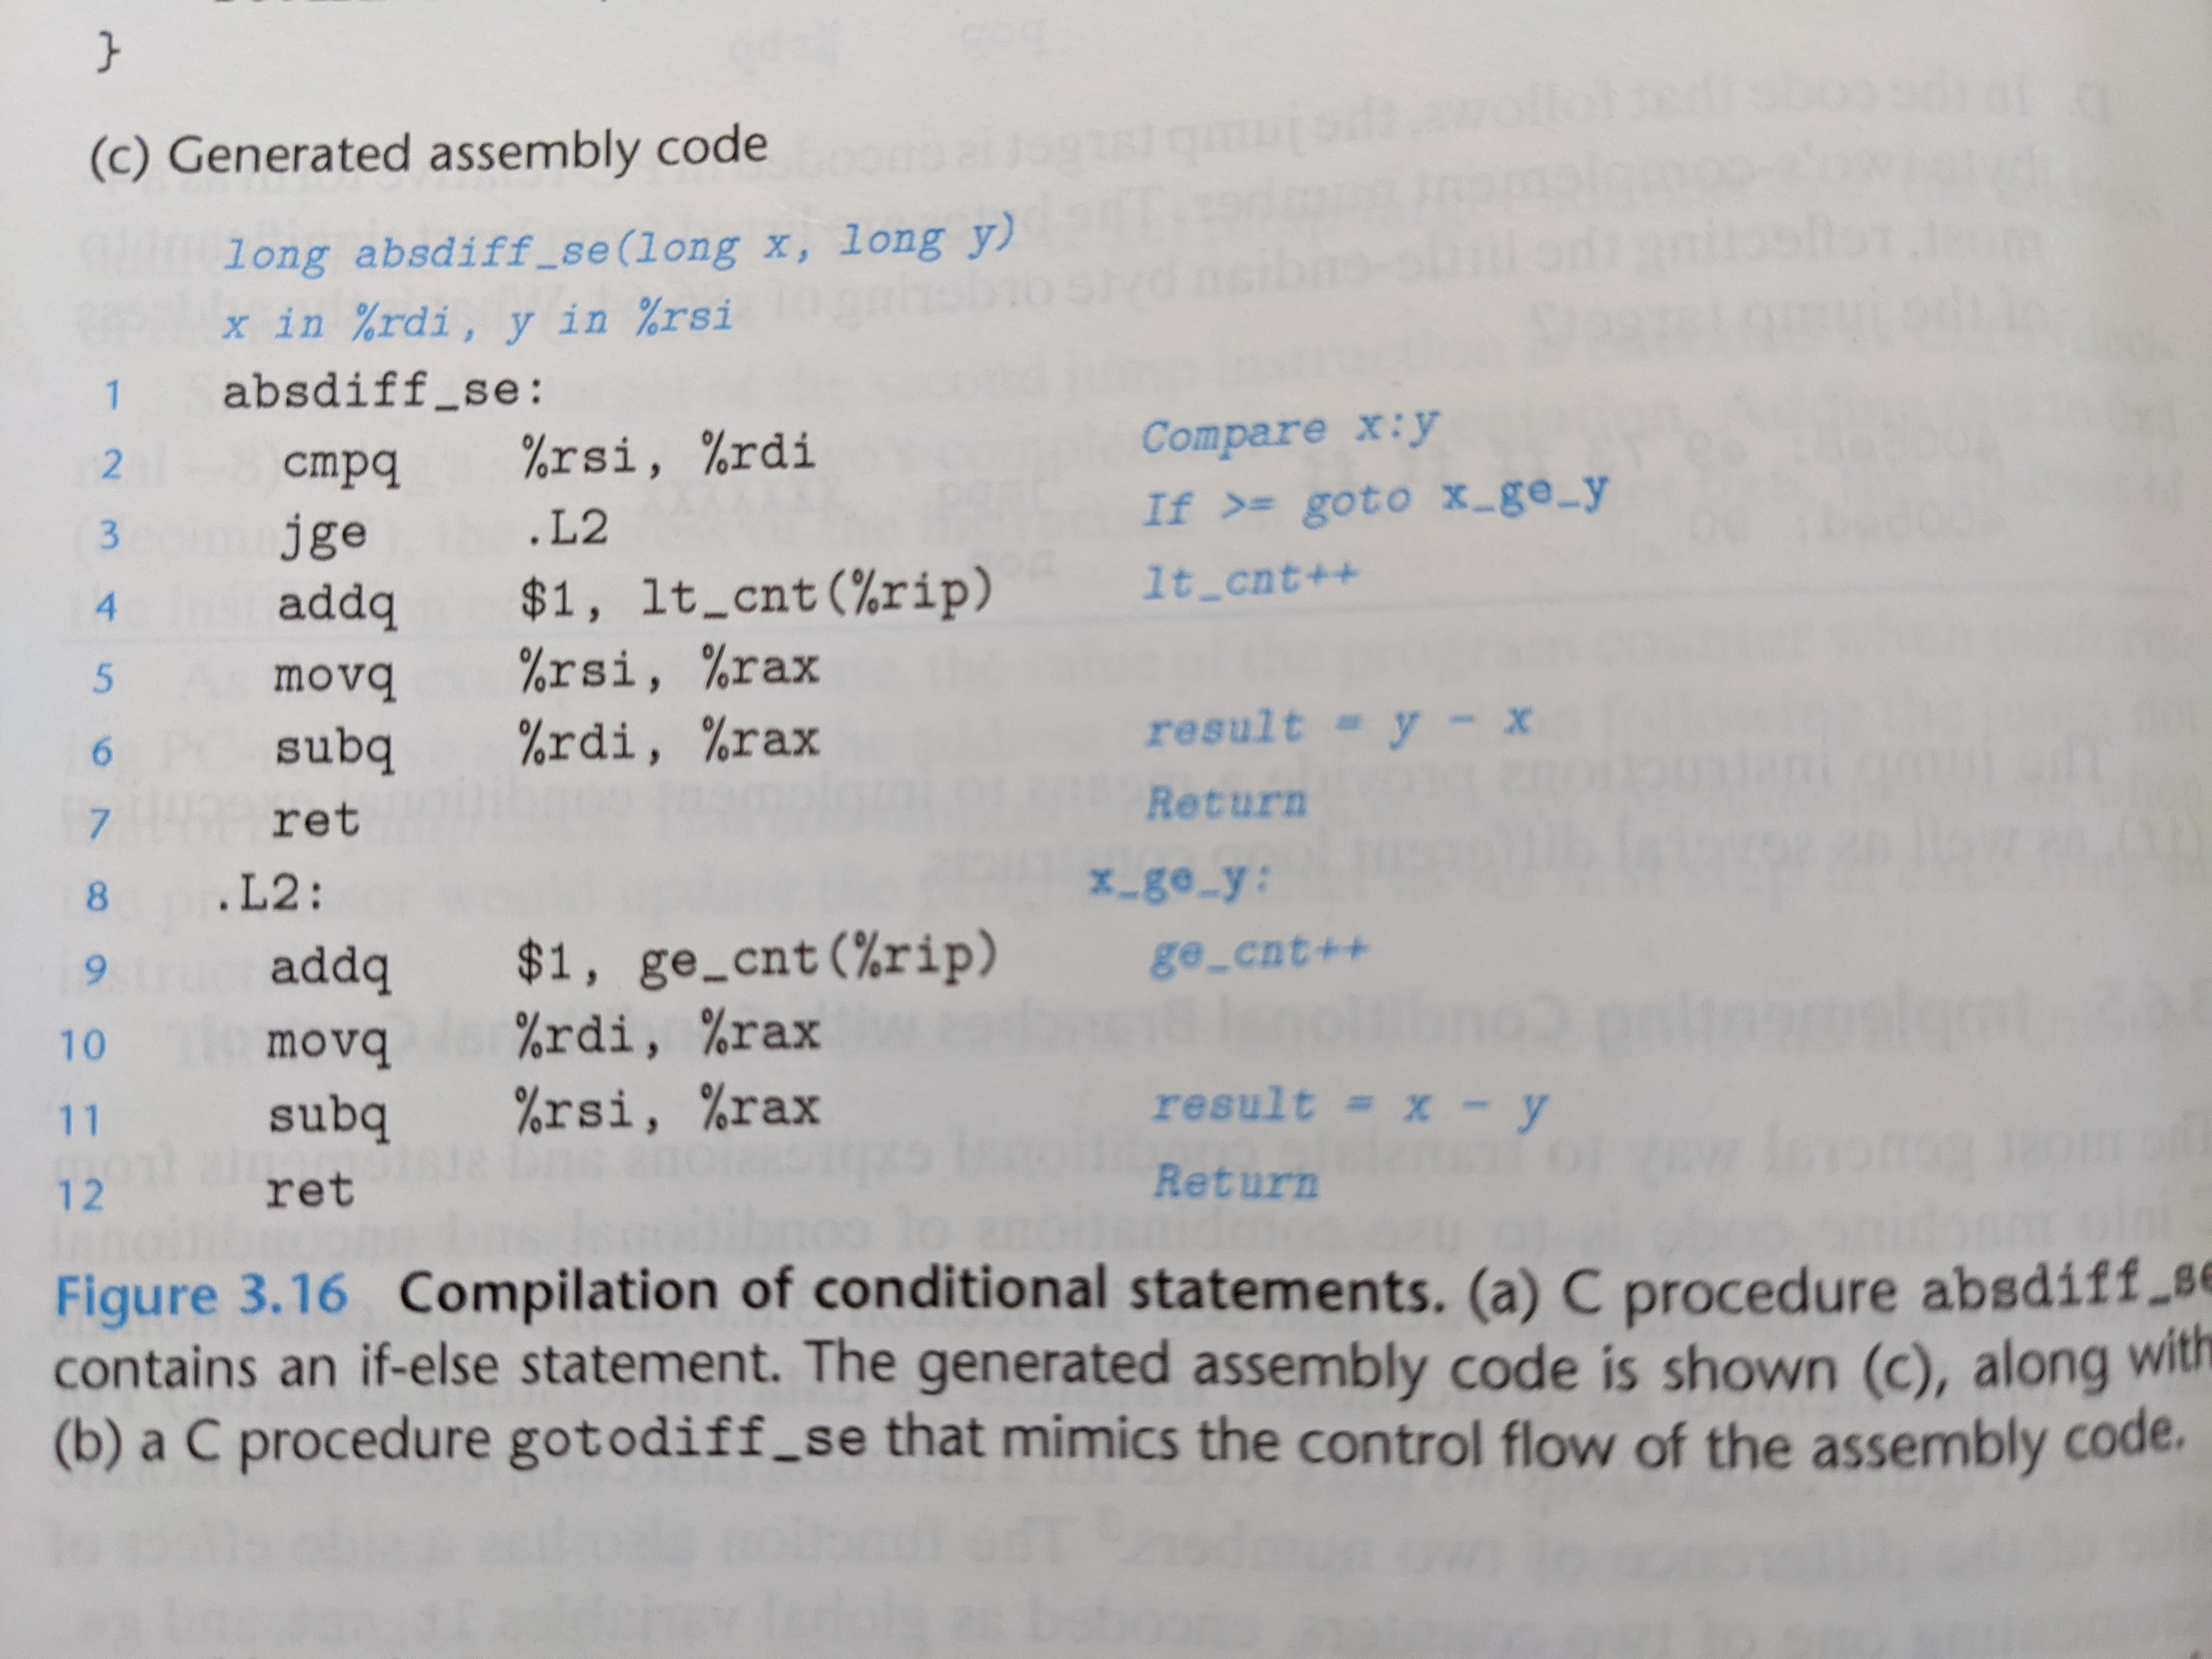 }
(c) Generated assembly code
long absdiff_se(long x, long y)
x in %rdi, y in %rsi
1 absdiff_se:
2 cmpq %rsi, %rdi Compare x:y
3 jge .L2 If >= goto x_ge_y
4 addq $1, lt_cnt(%rip) lt_cnt++
5 movq %rsi, %rax
6 subq %rdi, %rax result = y - x
7 ret Return
8 .L2: x_ge_y:
9 addq $1, ge_cnt(%rip) ge_cnt++
10 movq %rdi, %rax
11 subq %rsi, %rax result = x - y
12 ret Return
Figure 3.16 Compilation of conditional statements. (a) C procedure absdiff_se
contains an if-else statement. The generated assembly code is shown (c), along with
(b) a C procedure gotodiff_se that mimics the control flow of the assembly code.